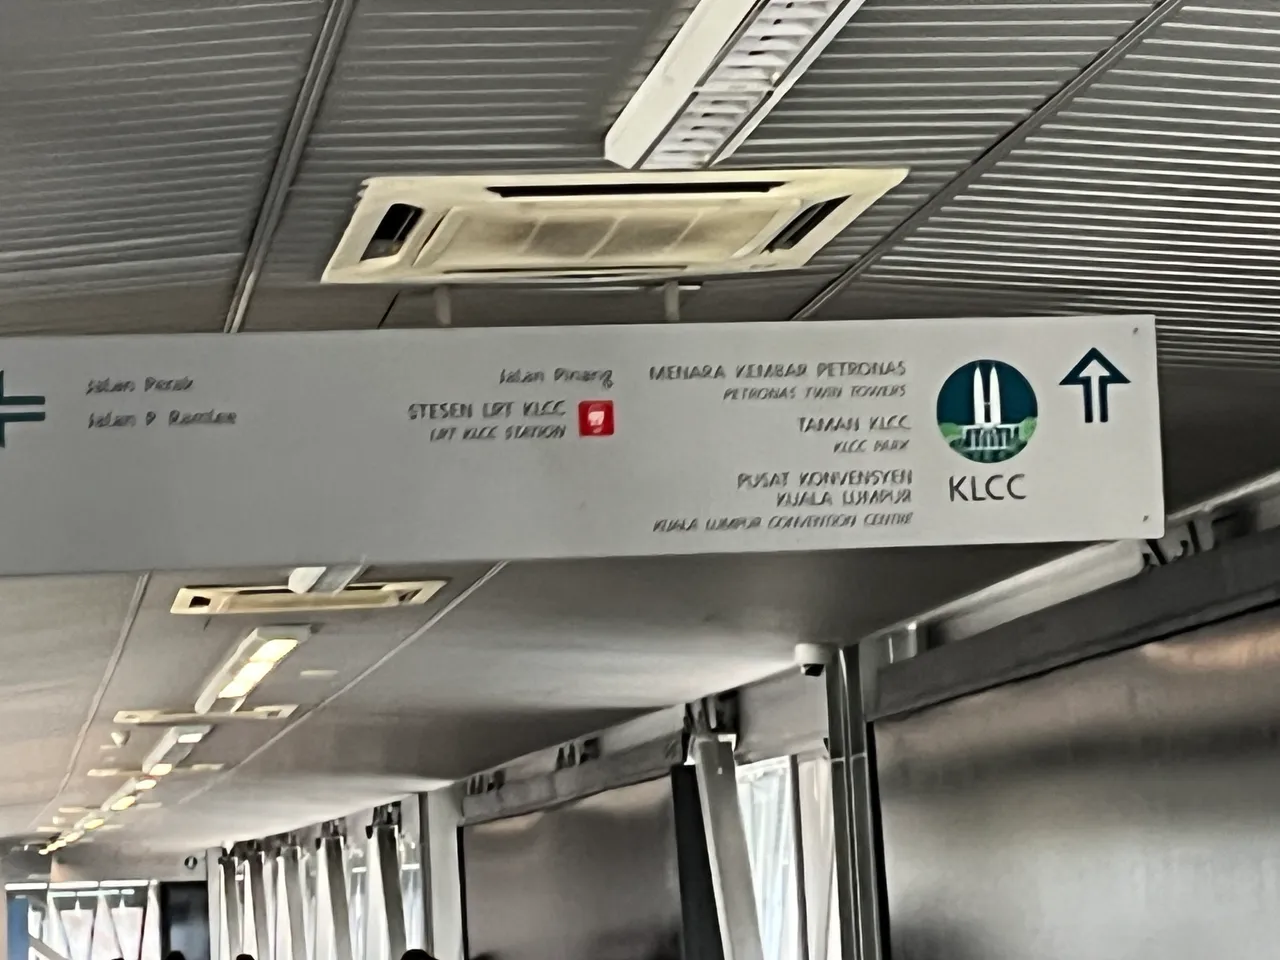 Jalan Perak
Jalan P Ramlee
Jalan Pinang
STESEN LRT KLCC
LRT KLCC STATION
MENARA KEMBAR PETRONAS
PETRONAS TWIN TOWERS
TAMAN KLCC
KLCC PARK
PUSAT KONVENSYEN
KUALA LUMPUR
KUALA LUMPUR CONVENTION CENTRE
KLCC